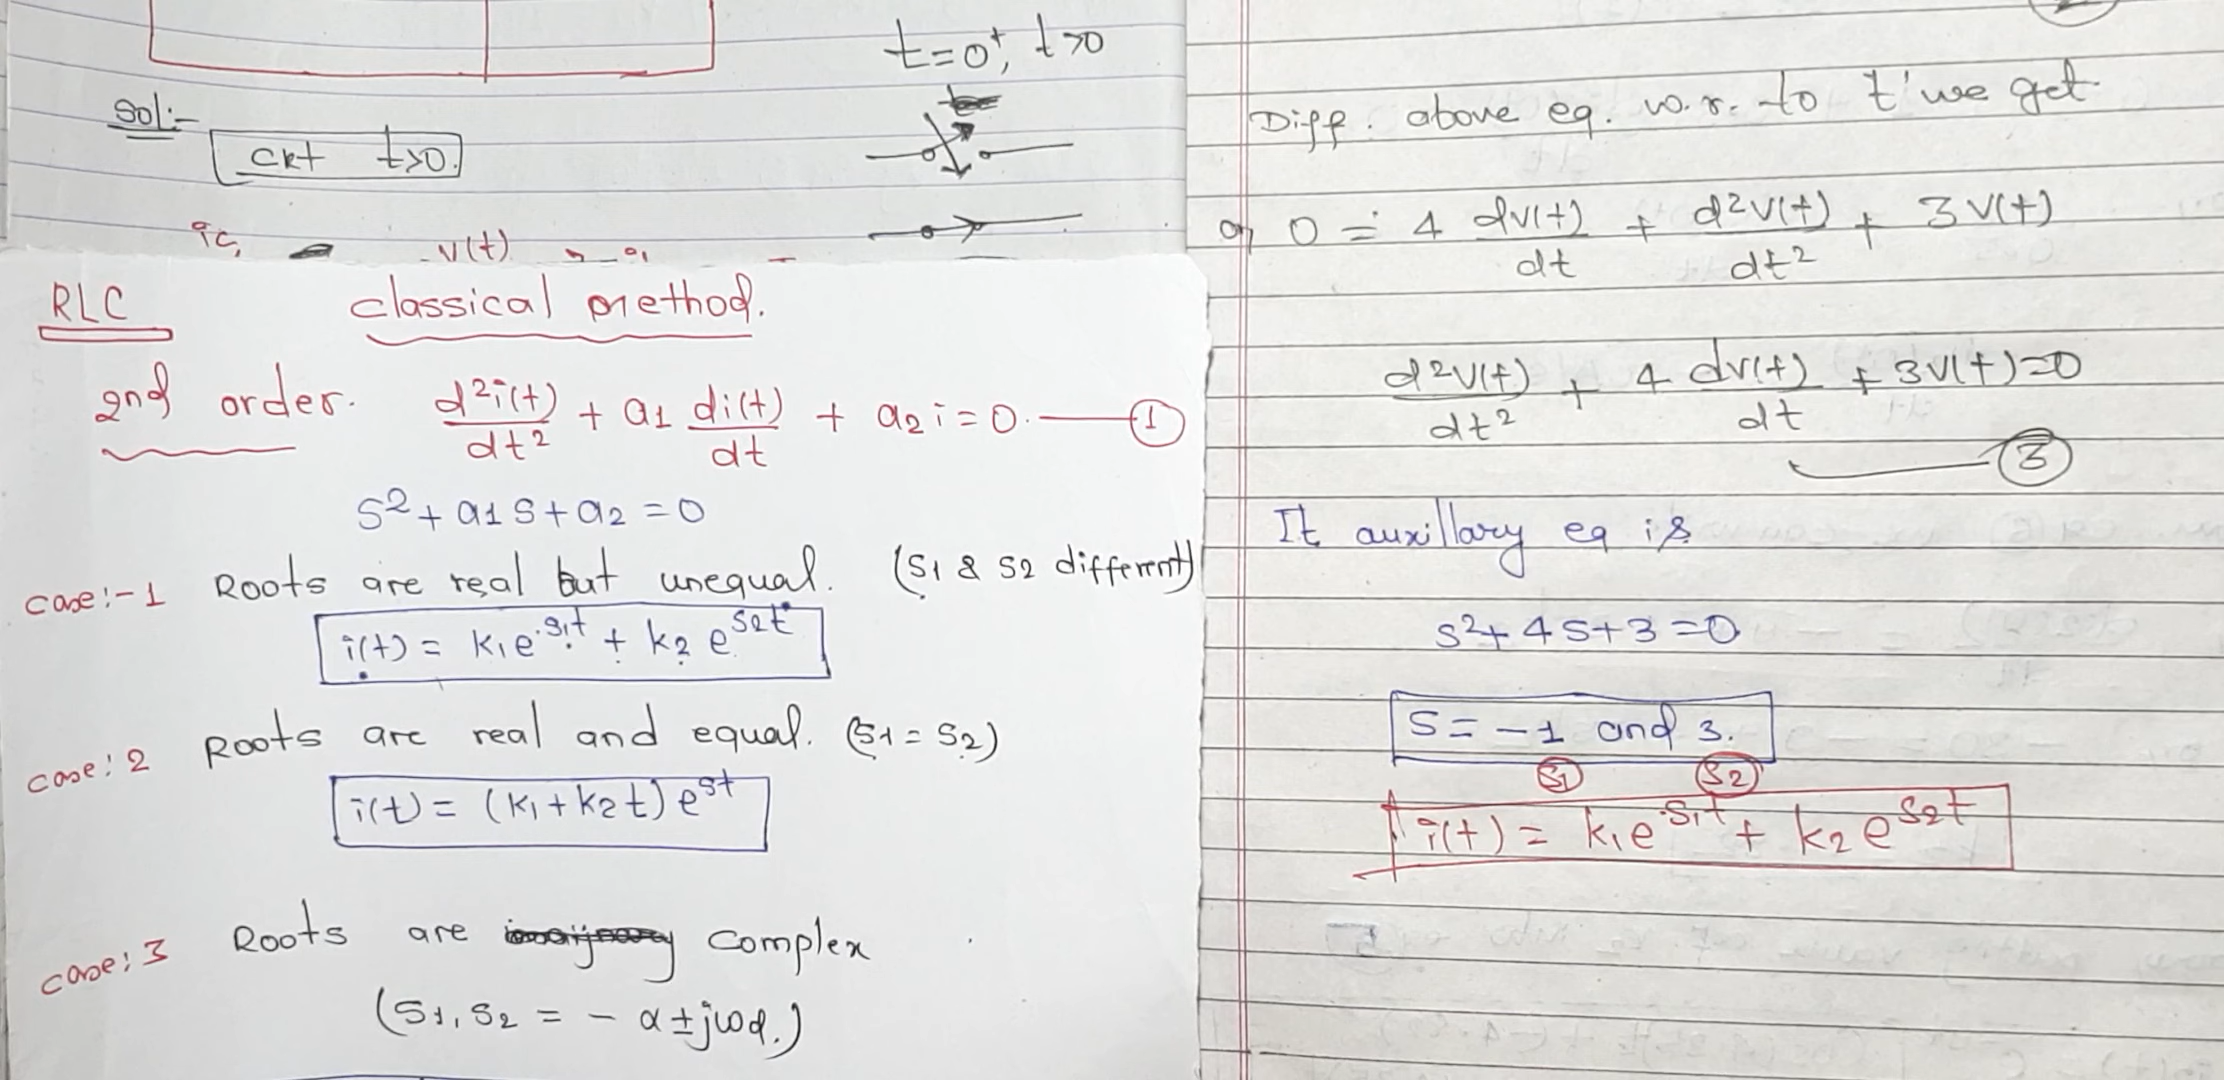 t=0⁺, t>0
Sol:-
ckt t>0.
v(t)
RLC classical method.
2nd order. d²i(t)/dt² + a1 di(t)/dt + a2 i = 0. — 1
s² + a1 s + a2 = 0
case:-1 Roots are real but unequal. (s1 & s2 different)
i(t) = k1e^s1t + k2 e^s2t
case: 2 Roots are real and equal. (s1 = s2)
i(t) = (k1 + k2t) e^st
case: 3 Roots are complex
(s1, s2 = - α ± jωd.)
Diff. above eq. w.r. to 't' we get.
0 = 4 dv(t)/dt + d²v(t)/dt² + 3v(t)
d²v(t)/dt² + 4 dv(t)/dt + 3v(t)=0
3
It auxillary eq is
s²+4s+3=0
s = -1 and 3.
s1 s2
i(t) = k1e^s1t + k2 e^s2t